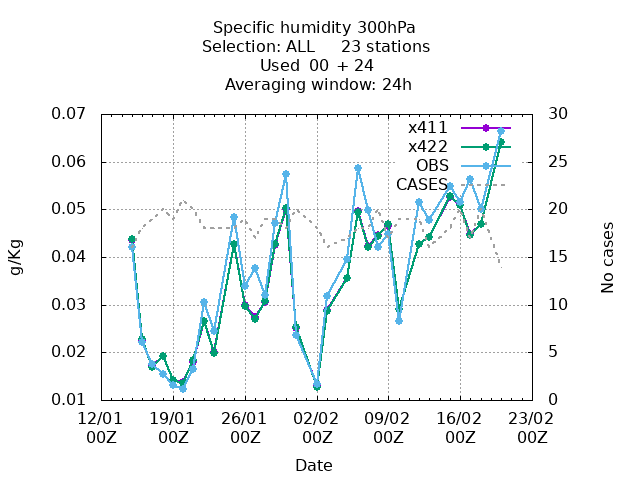 Specific humidity 300hPa
Selection: ALL 23 stations
Used 00 + 24
Averaging window: 24h
0.07
0.06
0.05
0.04
0.03
0.02
0.01
30
25
20
15
10
5
0
x411
x422
OBS
CASES
g/Kg
No cases
12/01 19/01 26/01 02/02 09/02 16/02 23/02
00Z 00Z 00Z 00Z 00Z 00Z 00Z
Date